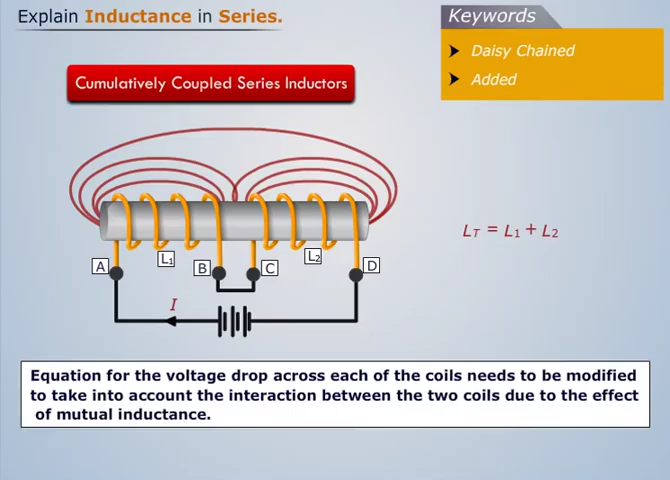 Explain Inductance in Series.
Keywords
Daisy Chained
Added
Cumulatively Coupled Series Inductors
L₁
L₂
A
B
C
D
I
L_T = L₁ + L₂
Equation for the voltage drop across each of the coils needs to be modified
to take into account the interaction between the two coils due to the effect
of mutual inductance.